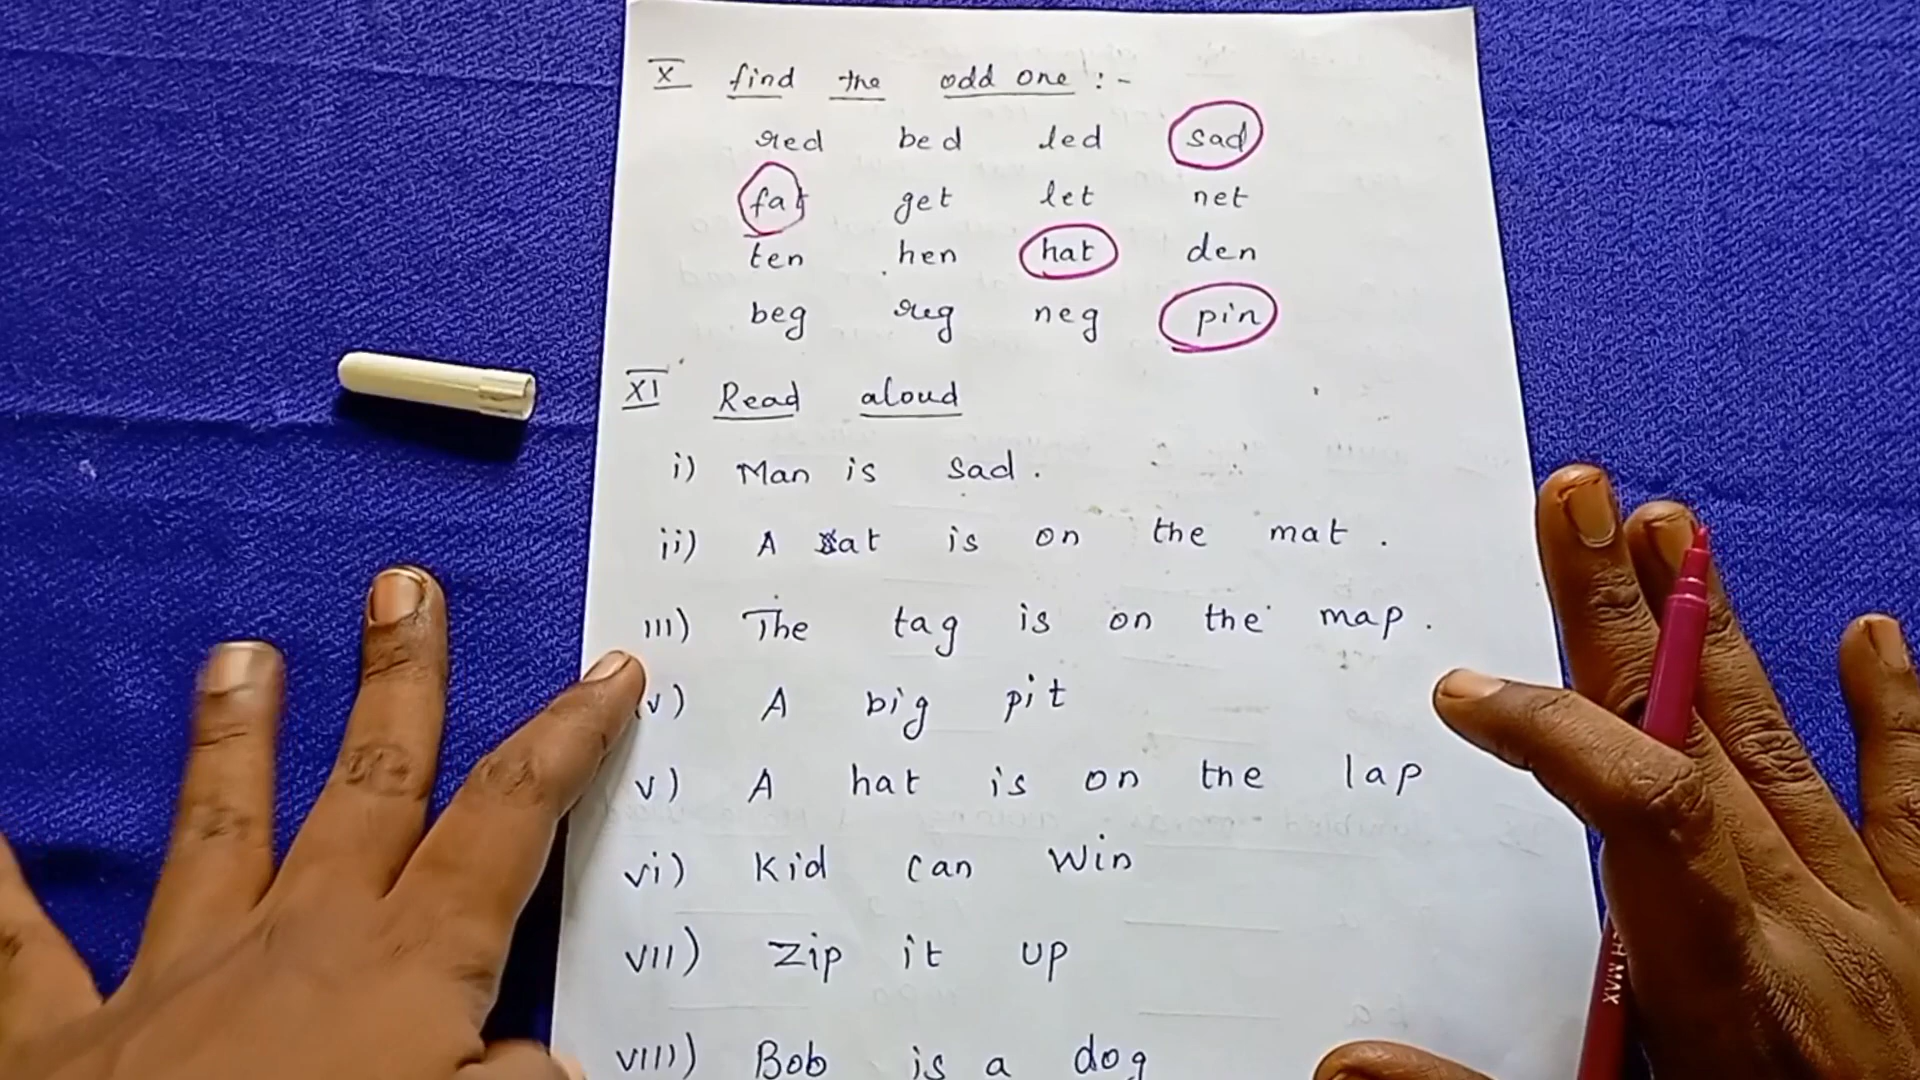 X find the odd one :-
red bed led sad
fat get let net
ten hen hat den
beg reg neg pin
XI Read aloud
i) Man is sad.
ii) A is on the mat.
iii) The tag is on the map.
iv) A big pit
v) A hat is on the lap
vi) Kid can Win
vii) Zip it up
viii) Bob is a dog